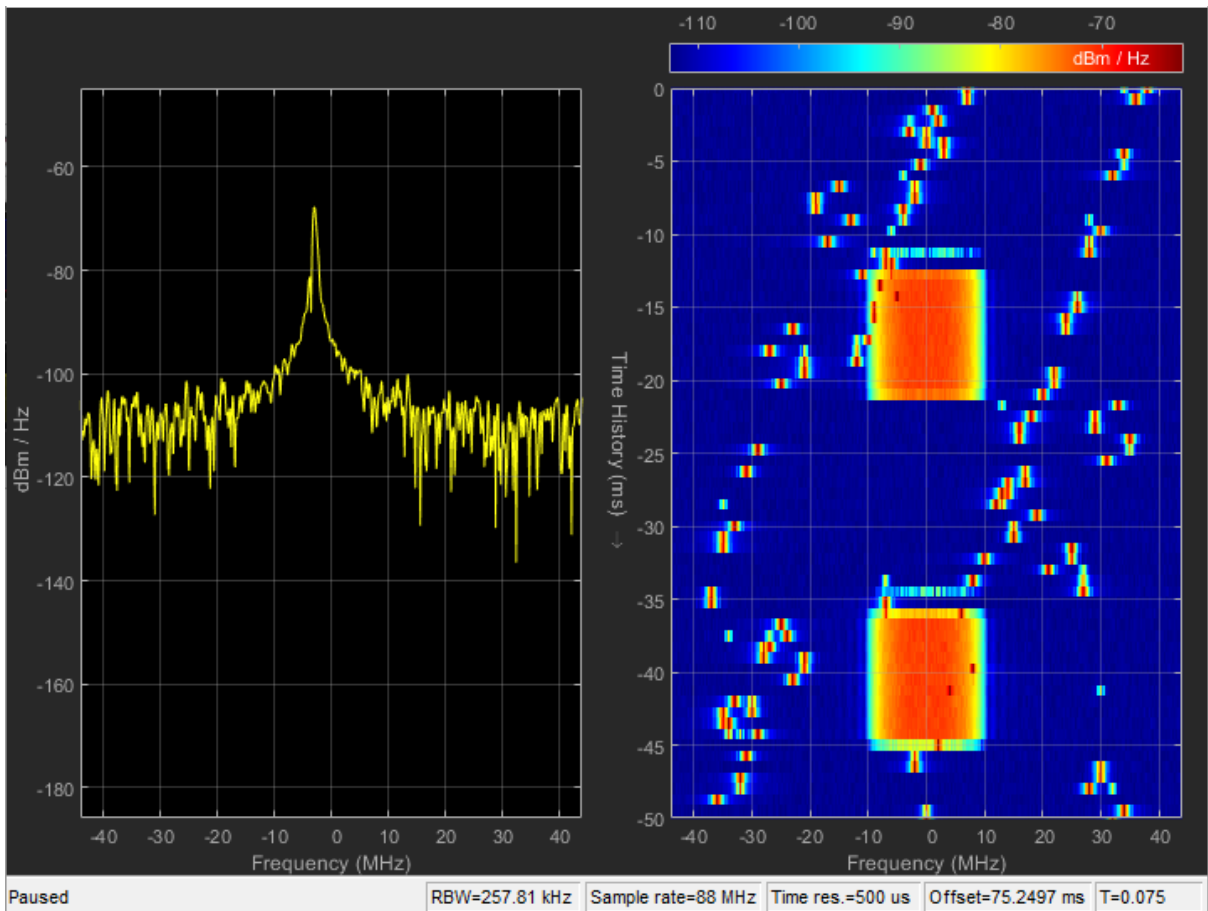 -110 -100 -90 -80 -70
dBm / Hz
-60
-80
-100
-120
-140
-160
-180
dBm / Hz
-40 -30 -20 -10 0 10 20 30 40
Frequency (MHz)
0
-5
-10
-15
-20
-25
-30
-35
-40
-45
-50
Time History (ms) →
-40 -30 -20 -10 0 10 20 30 40
Frequency (MHz)
Paused RBW=257.81 kHz Sample rate=88 MHz Time res.=500 us Offset=75.2497 ms T=0.075